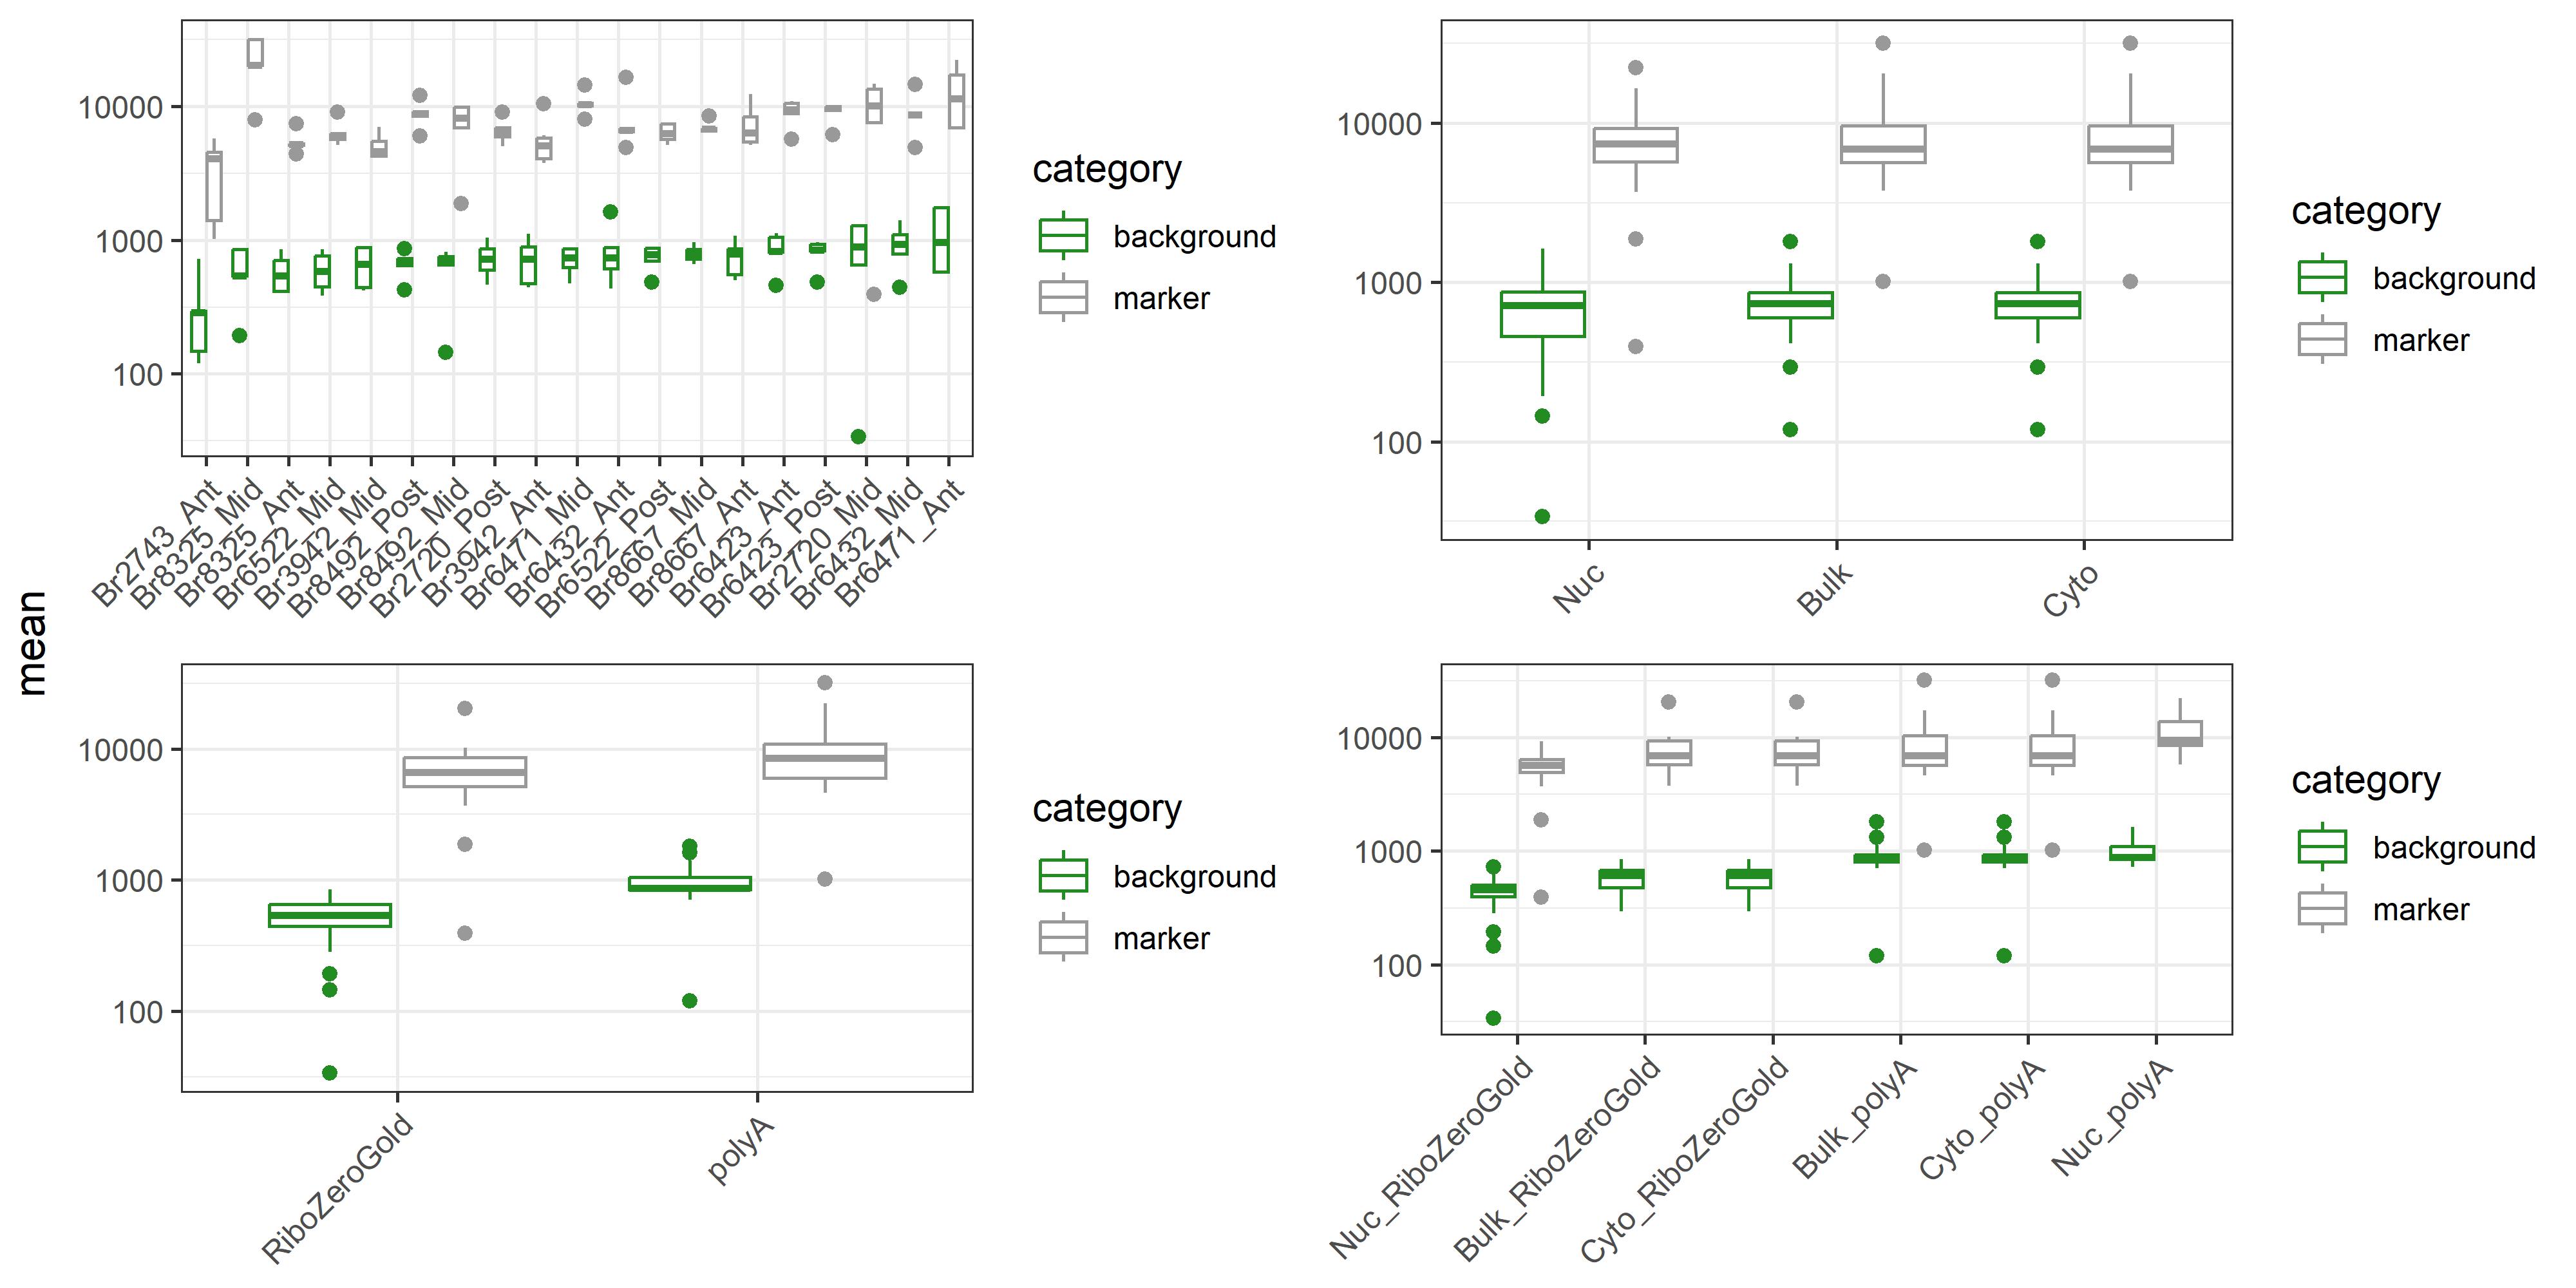 mean
10000
1000
100
Br2743_Ant
Br8325_Mid
Br8325_Ant
Br6522_Mid
Br3942_Mid
Br8492_Post
Br8492_Mid
Br2720_Post
Br3942_Ant
Br6471_Mid
Br6432_Ant
Br6522_Post
Br8667_Mid
Br8667_Ant
Br6423_Ant
Br6423_Post
Br2720_Mid
Br6432_Mid
Br6471_Ant
category
background
marker
10000
1000
100
Nuc
Bulk
Cyto
category
background
marker
10000
1000
100
RiboZeroGold
polyA
category
background
marker
10000
1000
100
Nuc_RiboZeroGold
Bulk_RiboZeroGold
Cyto_RiboZeroGold
Bulk_polyA
Cyto_polyA
Nuc_polyA
category
background
marker